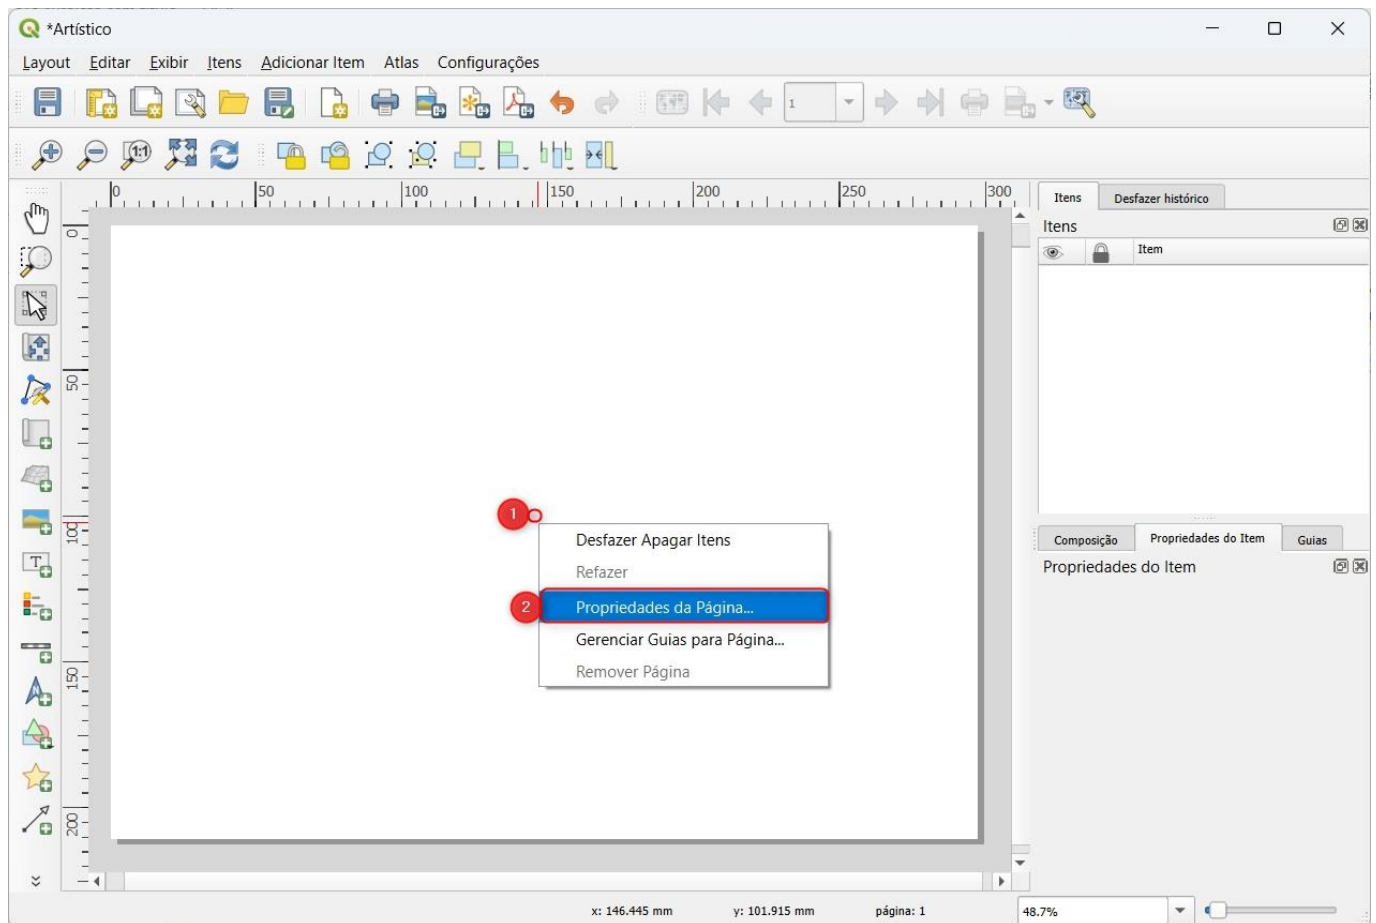 *Artístico
Layout Editar Exibir Itens Adicionar Item Atlas Configurações
1
1:1
0 50 100 150 200 250 300
0
50
100
150
200
Itens Desfazer histórico
Itens
Item
1
Desfazer Apagar Itens
Refazer
2 Propriedades da Página...
Gerenciar Guias para Página...
Remover Página
Composição Propriedades do Item Guias
Propriedades do Item
x: 146.445 mm y: 101.915 mm página: 1 48.7%